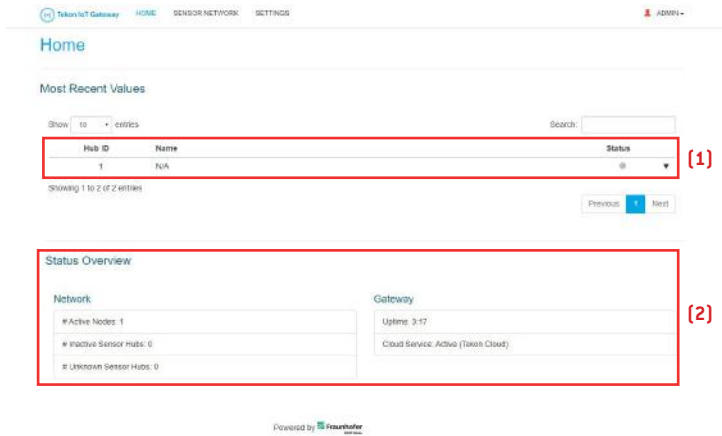 Tekon IoT Gateway HOME SENSOR NETWORK SETTINGS ADMIN
Home
Most Recent Values
Show 10 entries Search:
Hub ID Name Status
1 N/A
(1)
Showing 1 to 2 of 2 entries
Previous 1 Next
Status Overview
Network Gateway
# Active Nodes: 1 Uptime: 3:17
# Inactive Sensor Hubs: 0 Cloud Service: Active (Tekon Cloud)
# Unknown Sensor Hubs: 0
(2)
Powered by Fraunhofer